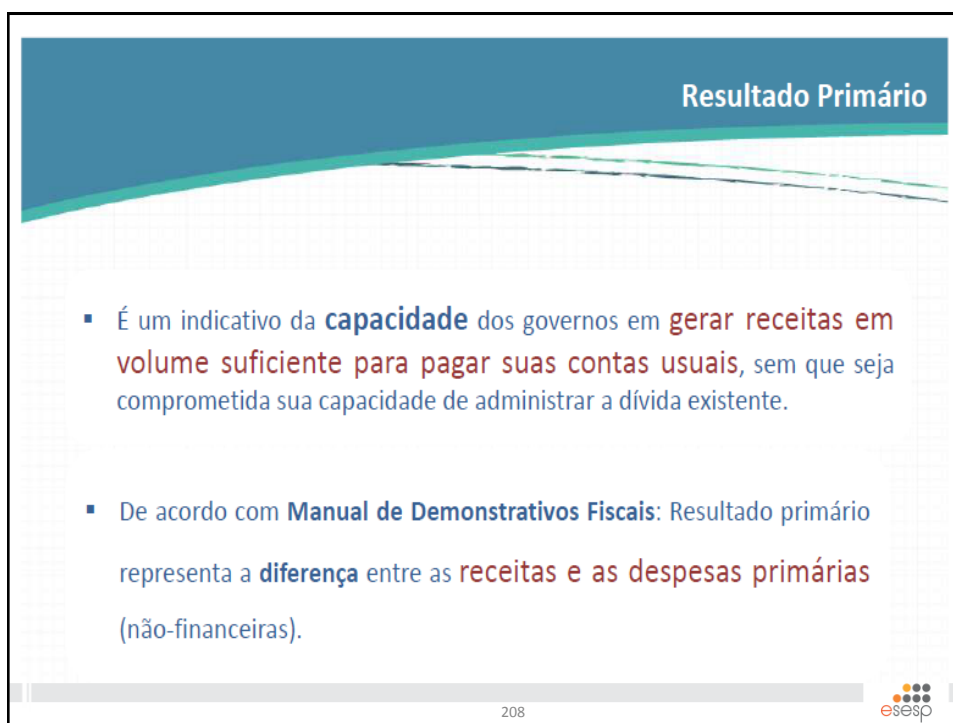 Resultado Primário
▪ É um indicativo da capacidade dos governos em gerar receitas em
volume suficiente para pagar suas contas usuais, sem que seja
comprometida sua capacidade de administrar a dívida existente.
▪ De acordo com Manual de Demonstrativos Fiscais: Resultado primário
representa a diferença entre as receitas e as despesas primárias
(não-financeiras).
208
esesp